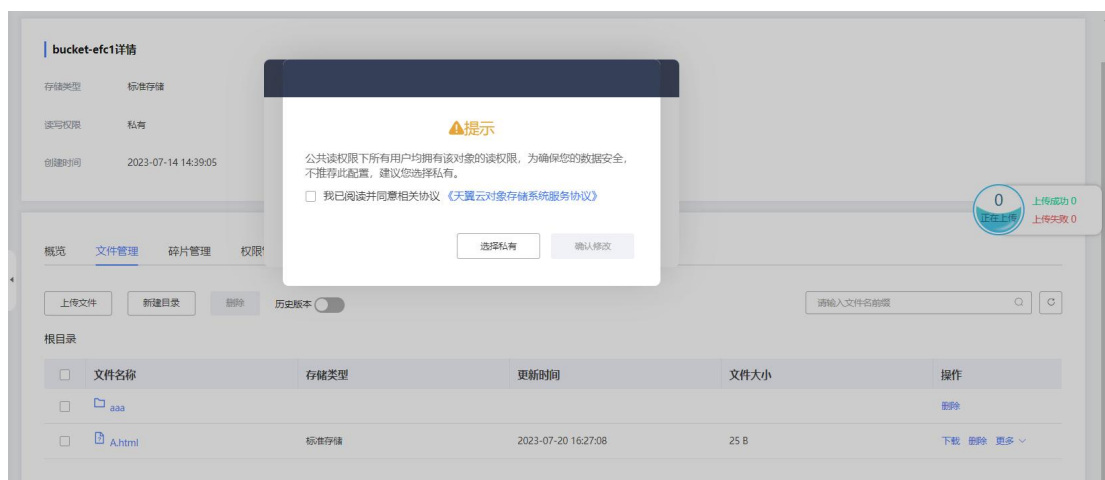 bucket-efc1详情
存储类型 标准存储
读写权限 私有
创建时间 2023-07-14 14:39:05
提示
公共读权限下所有用户均拥有该对象的读权限，为确保您的数据安全，
不推荐此配置，建议您选择私有。
我已阅读并同意相关协议 《天翼云对象存储系统服务协议》
选择私有 确认修改
0
正在上传
上传成功 0
上传失败 0
概览 文件管理 碎片管理 权限
上传文件 新建目录 删除 历史版本 请输入文件名前缀
根目录
文件名称 存储类型 更新时间 文件大小 操作
aaa 删除
A.html 标准存储 2023-07-20 16:27:08 25 B 下载 删除 更多